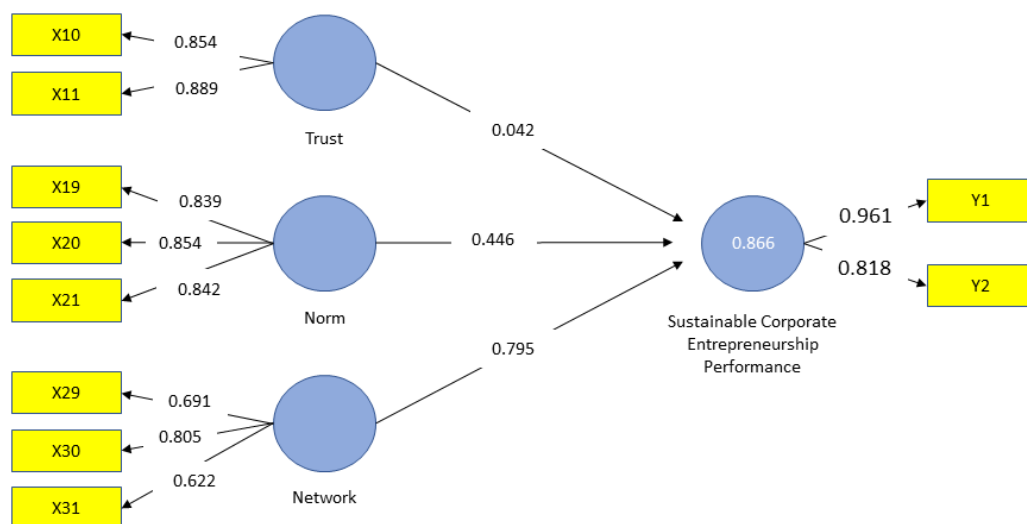 X10
0.854
X11
0.889
Trust
0.042
X19
0.839
X20
0.854
X21
0.842
Norm
0.446
X29
0.691
X30
0.805
X31
0.622
Network
0.795
0.866
Sustainable Corporate
Entrepreneurship
Performance
0.961
Y1
0.818
Y2